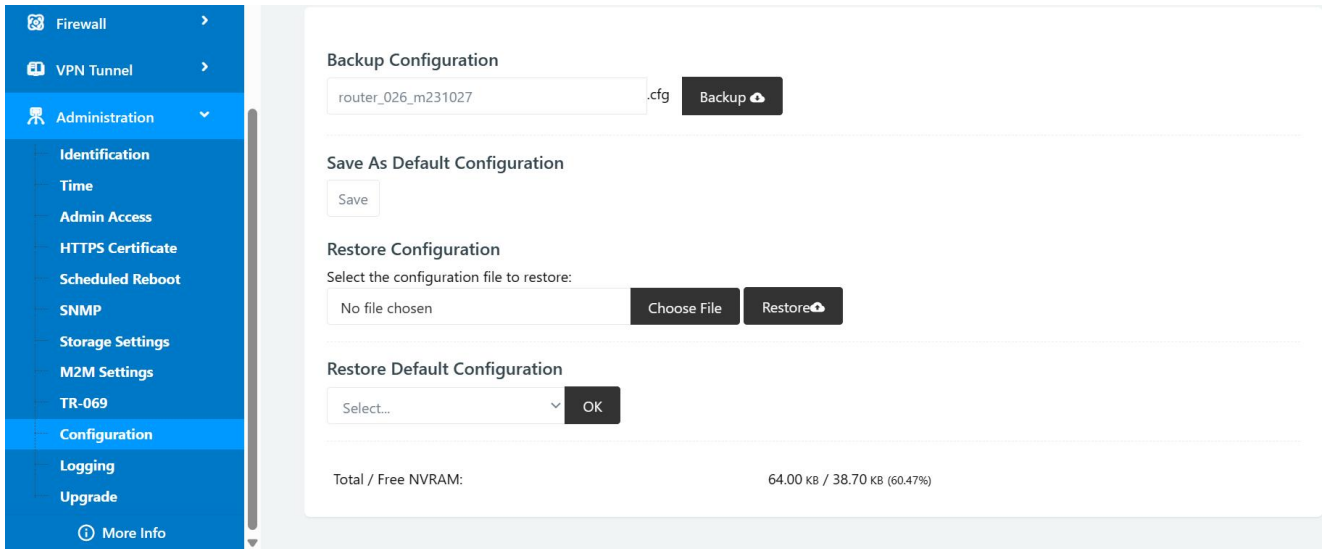 Firewall
VPN Tunnel
Administration
Identification
Time
Admin Access
HTTPS Certificate
Scheduled Reboot
SNMP
Storage Settings
M2M Settings
TR-069
Configuration
Logging
Upgrade
More Info
Backup Configuration
router_026_m231027 .cfg Backup
Save As Default Configuration
Save
Restore Configuration
Select the configuration file to restore:
No file chosen Choose File Restore
Restore Default Configuration
Select... OK
Total / Free NVRAM: 64.00 KB / 38.70 KB (60.47%)